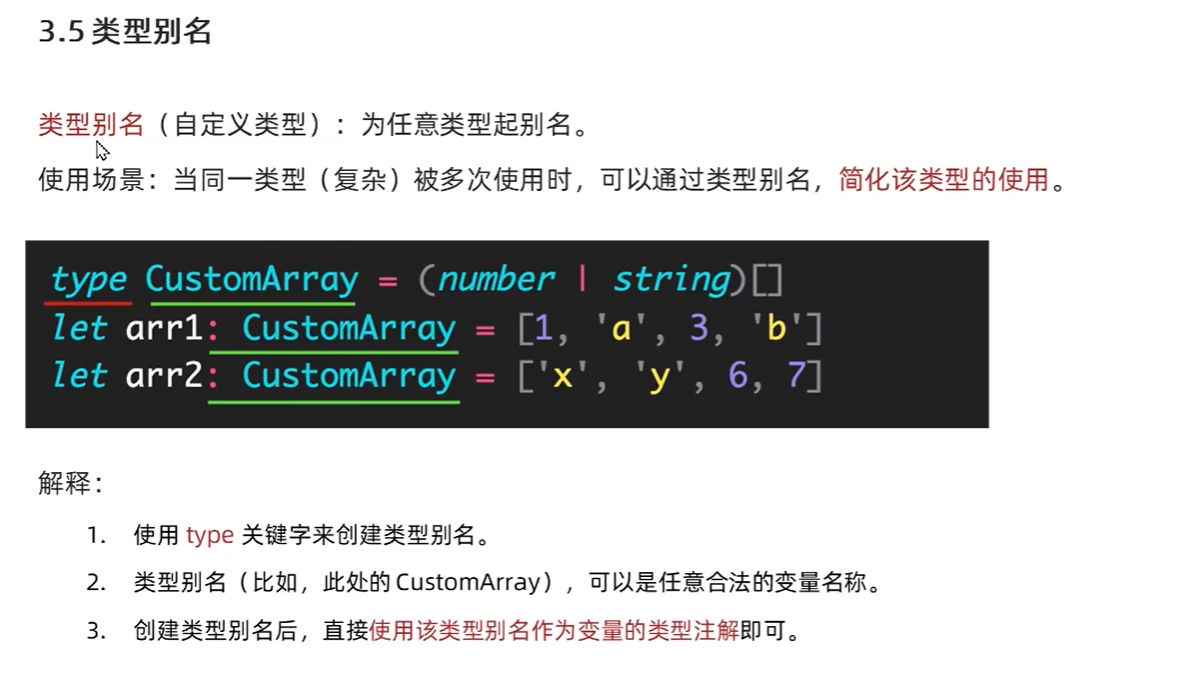 3.5 类型别名
类型别名（自定义类型）：为任意类型起别名。
使用场景：当同一类型（复杂）被多次使用时，可以通过类型别名，简化该类型的使用。
type CustomArray = (number | string)[]
let arr1: CustomArray = [1, 'a', 3, 'b']
let arr2: CustomArray = ['x', 'y', 6, 7]
解释：
1. 使用 type 关键字来创建类型别名。
2. 类型别名（比如，此处的 CustomArray），可以是任意合法的变量名称。
3. 创建类型别名后，直接使用该类型别名作为变量的类型注解即可。